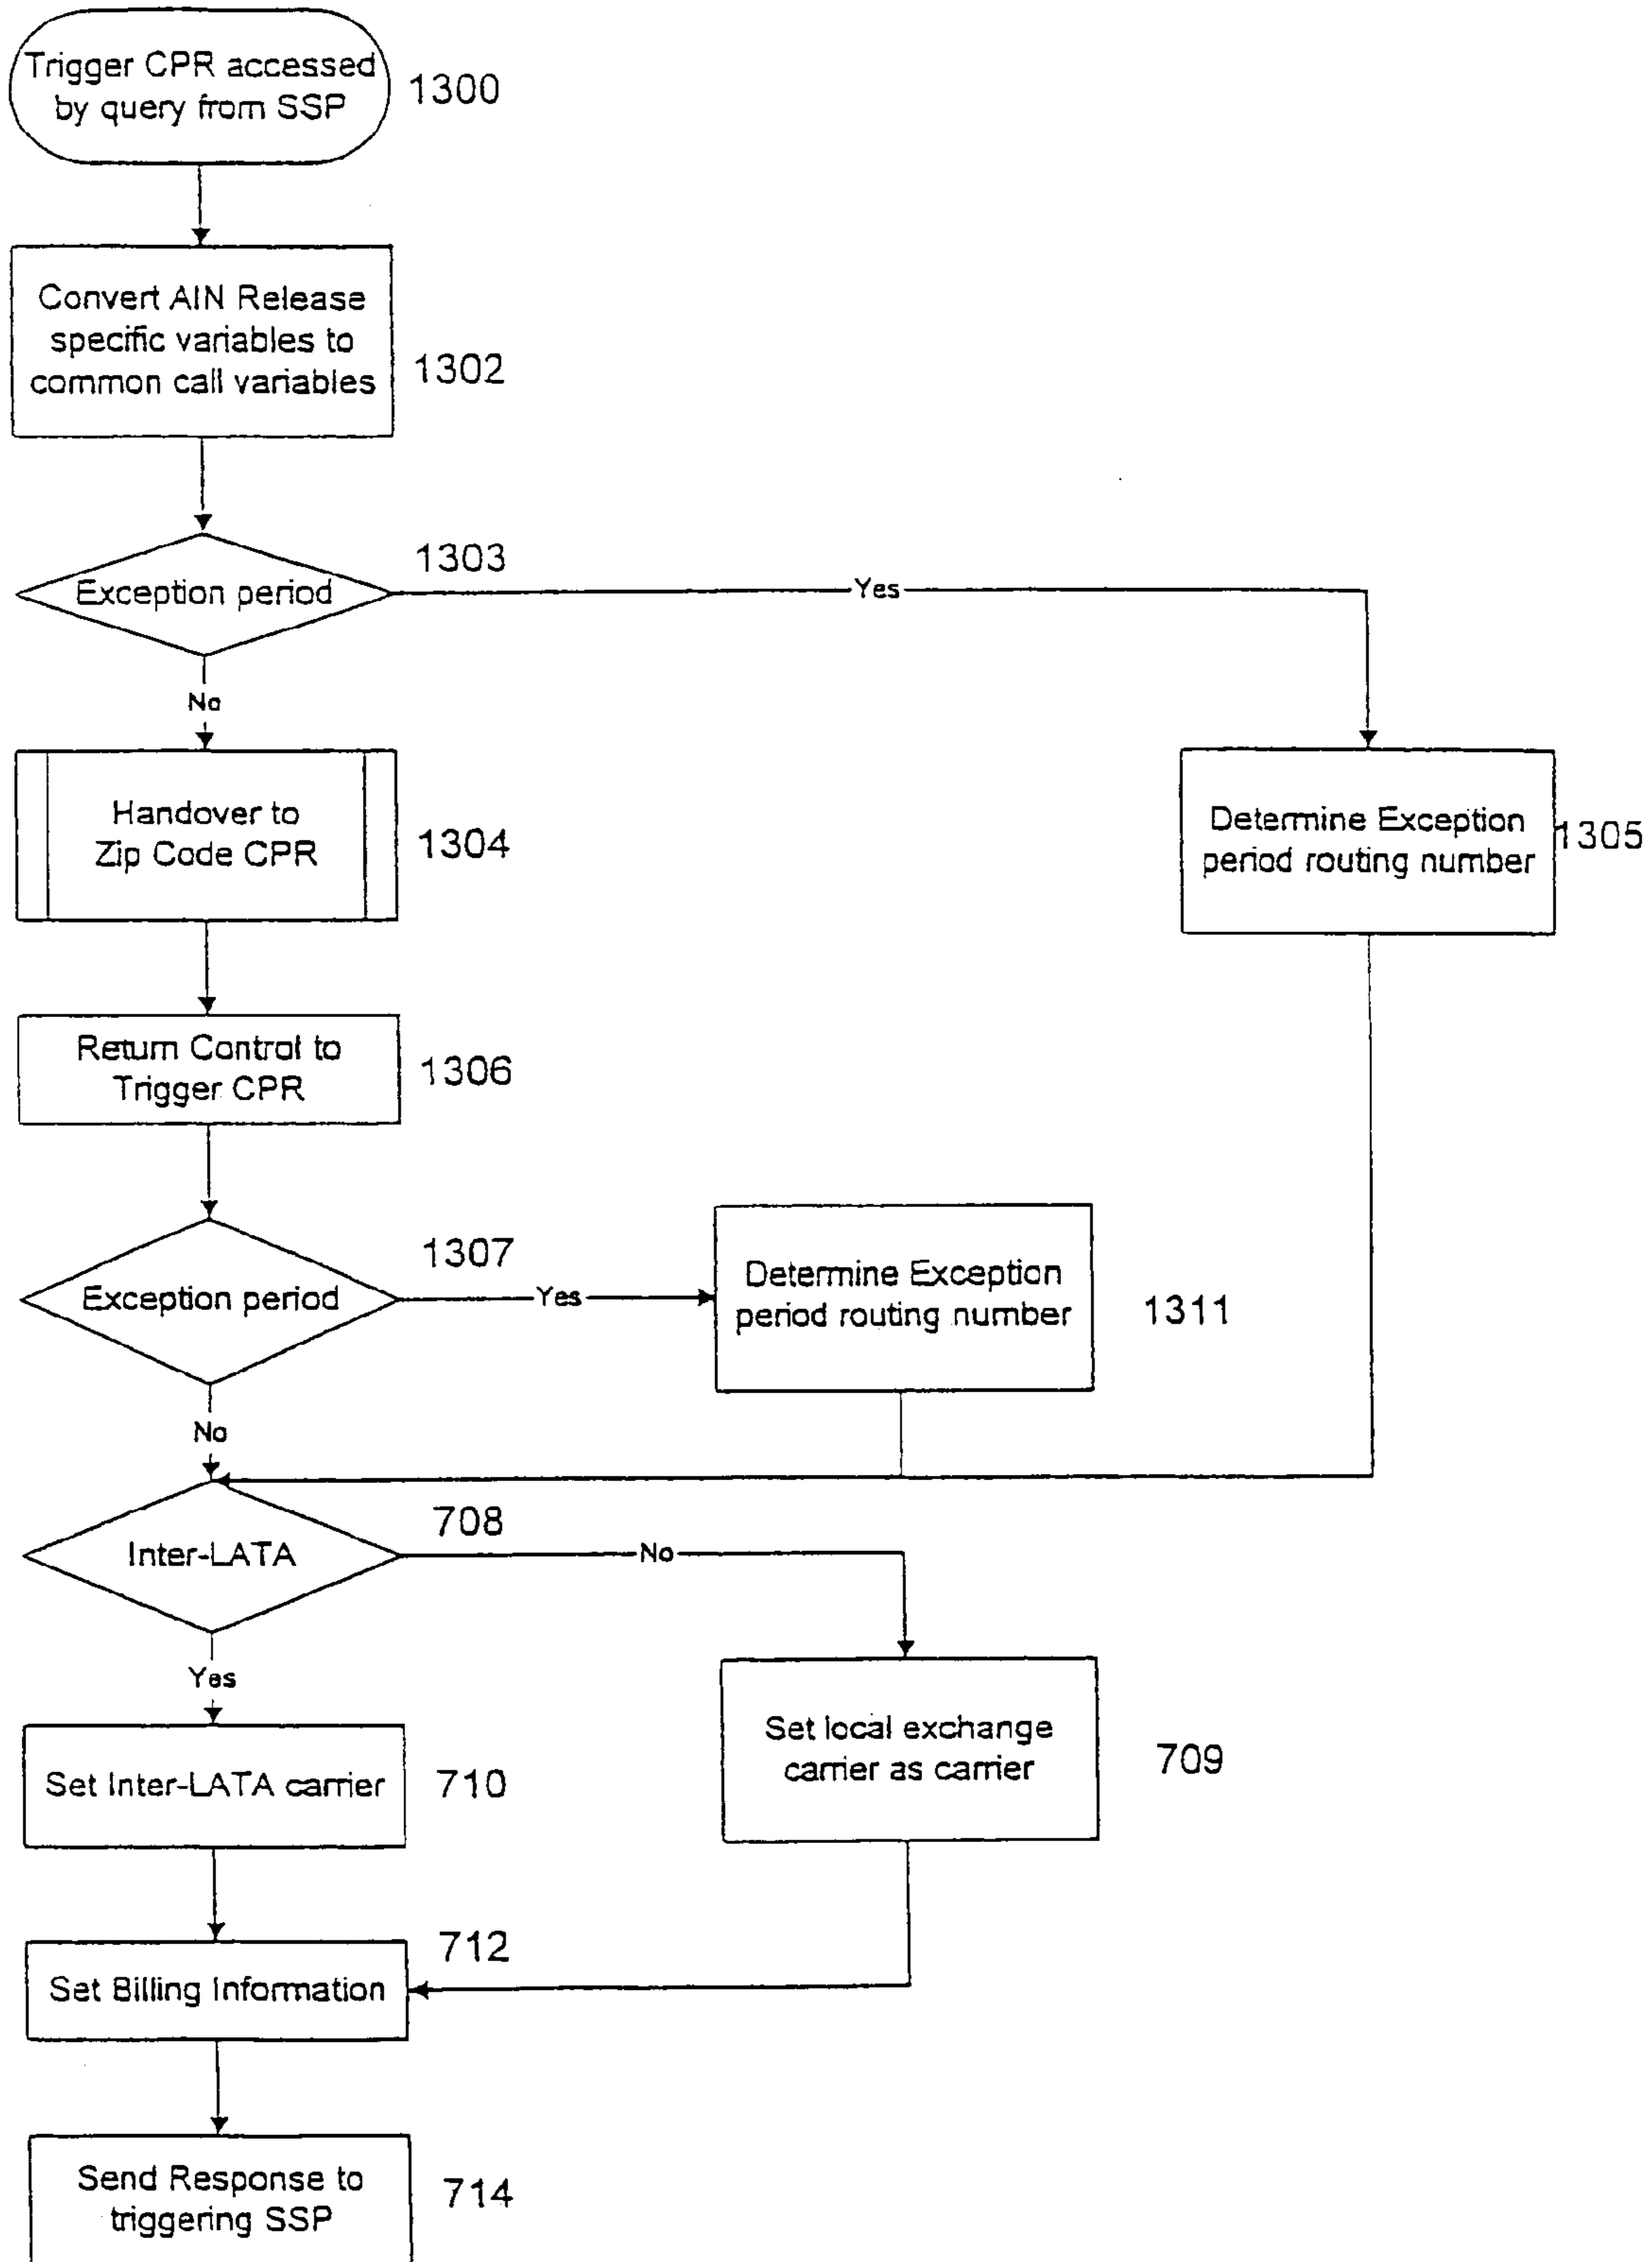 Trigger CPR accessed
by query from SSP
1300
Convert AIN Release
specific variables to
common call variables
1302
1303
Exception period
Yes
No
Handover to
Zip Code CPR
1304
Determine Exception
period routing number
1305
Return Control to
Trigger CPR
1306
1307
Exception period
Yes
Determine Exception
period routing number
1311
No
708
Inter-LATA
No
Yes
Set local exchange
carrier as carrier
709
Set Inter-LATA carrier
710
712
Set Billing Information
Send Response to
triggering SSP
714